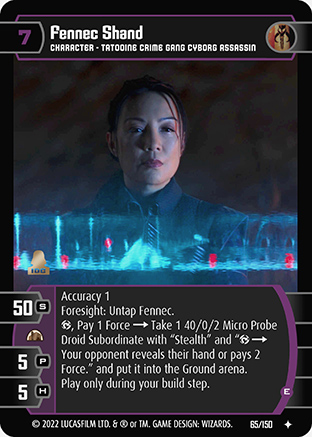 7
Fennec Shand
CHARACTER - TATOOINE CRIME GANG CYBORG ASSASSIN
IDC
50 S
5 P
5 H
Accuracy 1
Foresight: Untap Fennec.
, Pay 1 Force → Take 1 40/0/2 Micro Probe
Droid Subordinate with “Stealth” and “ →
Your opponent reveals their hand or pays 2
Force.” and put it into the Ground arena.
Play only during your build step.
E
© 2022 LUCASFILM LTD. & ® or TM. GAME DESIGN: WIZARDS. 65/150